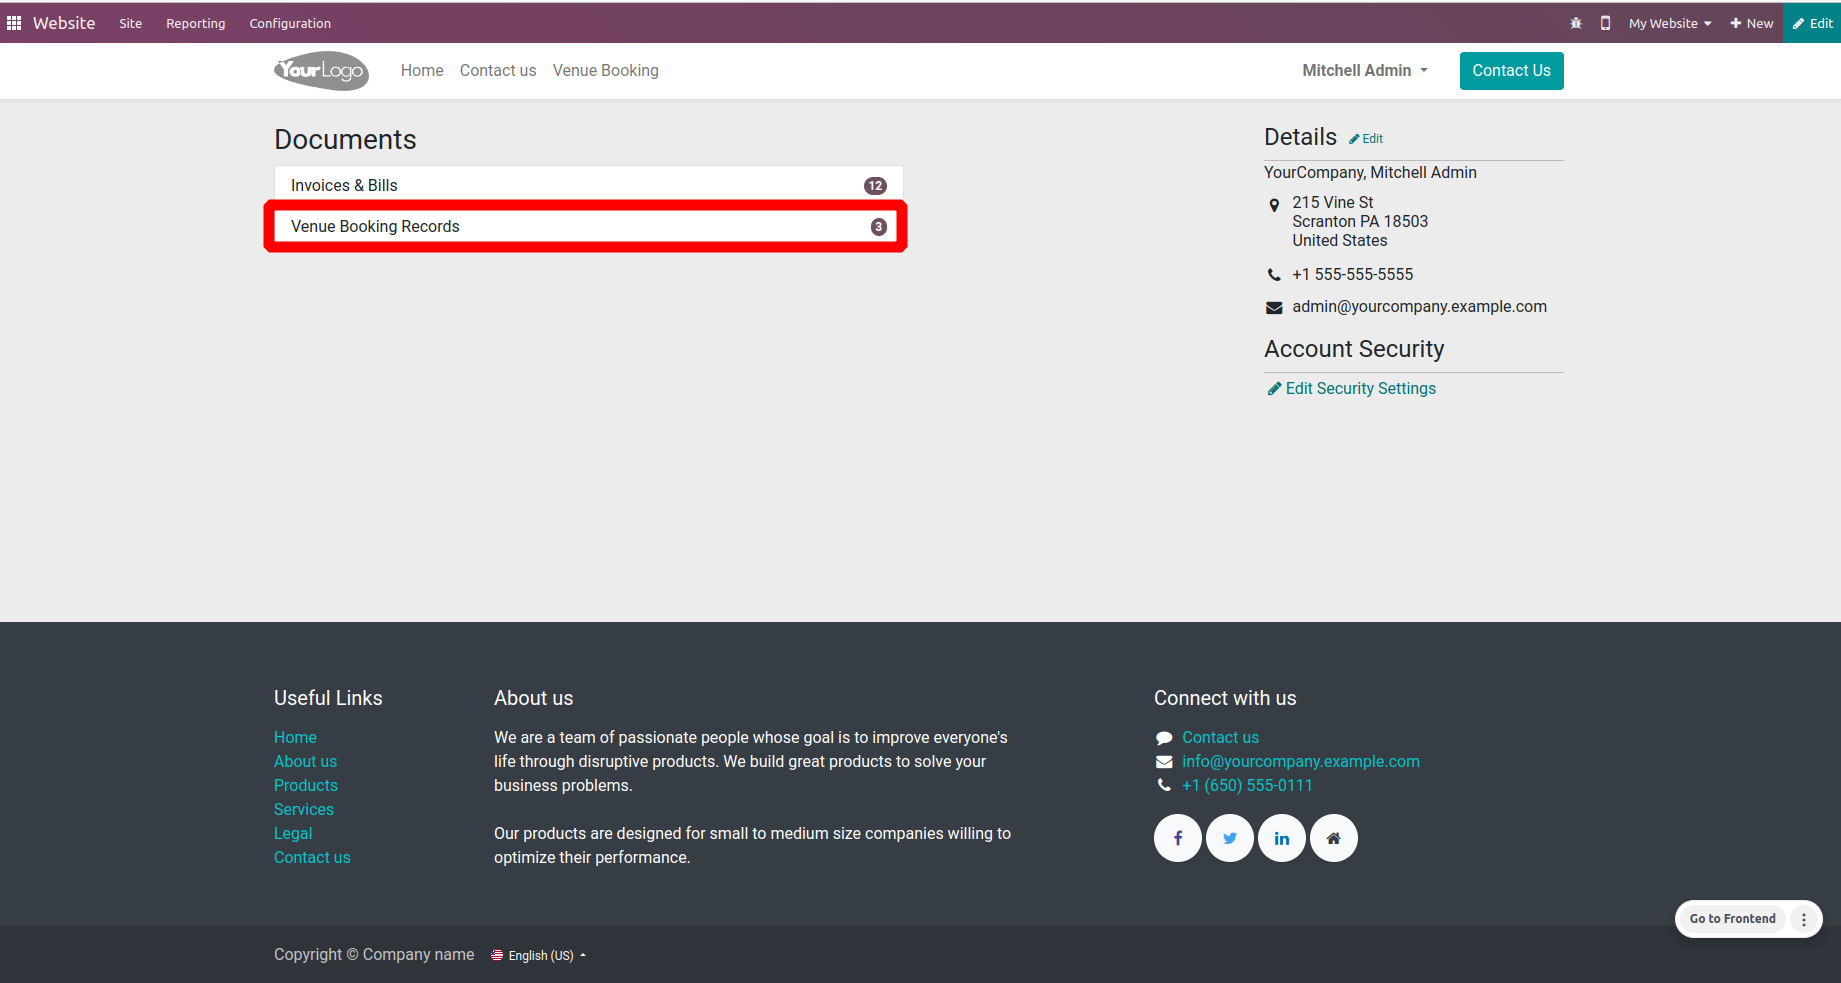 Website Site Reporting Configuration My Website New Edit
YourLogo Home Contact us Venue Booking Mitchell Admin Contact Us
Documents
Invoices & Bills 12
Venue Booking Records 3
Details Edit
YourCompany, Mitchell Admin
215 Vine St
Scranton PA 18503
United States
+1 555-555-5555
admin@yourcompany.example.com
Account Security
Edit Security Settings
Useful Links
Home
About us
Products
Services
Legal
Contact us
About us
We are a team of passionate people whose goal is to improve everyone's
life through disruptive products. We build great products to solve your
business problems.
Our products are designed for small to medium size companies willing to
optimize their performance.
Connect with us
Contact us
info@yourcompany.example.com
+1 (650) 555-0111
Go to Frontend
Copyright © Company name English (US)